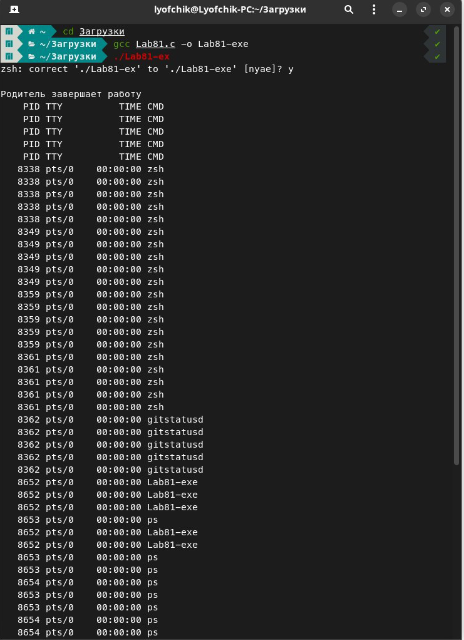 lyofchik@Lyofchik-PC:~/Загрузки
~ cd Загрузки ✔
~/Загрузки gcc Lab81.c -o Lab81-exe ✔
~/Загрузки ./Lab81-ex ✔
zsh: correct './Lab81-ex' to './Lab81-exe' [nyae]? y
Родитель завершает работу
PID TTY TIME CMD
PID TTY TIME CMD
PID TTY TIME CMD
PID TTY TIME CMD
PID TTY TIME CMD
8338 pts/0 00:00:00 zsh
8338 pts/0 00:00:00 zsh
8338 pts/0 00:00:00 zsh
8338 pts/0 00:00:00 zsh
8338 pts/0 00:00:00 zsh
8349 pts/0 00:00:00 zsh
8349 pts/0 00:00:00 zsh
8349 pts/0 00:00:00 zsh
8349 pts/0 00:00:00 zsh
8349 pts/0 00:00:00 zsh
8359 pts/0 00:00:00 zsh
8359 pts/0 00:00:00 zsh
8359 pts/0 00:00:00 zsh
8359 pts/0 00:00:00 zsh
8359 pts/0 00:00:00 zsh
8361 pts/0 00:00:00 zsh
8361 pts/0 00:00:00 zsh
8361 pts/0 00:00:00 zsh
8361 pts/0 00:00:00 zsh
8361 pts/0 00:00:00 zsh
8362 pts/0 00:00:00 gitstatusd
8362 pts/0 00:00:00 gitstatusd
8362 pts/0 00:00:00 gitstatusd
8362 pts/0 00:00:00 gitstatusd
8362 pts/0 00:00:00 gitstatusd
8652 pts/0 00:00:00 Lab81-exe
8652 pts/0 00:00:00 Lab81-exe
8652 pts/0 00:00:00 Lab81-exe
8653 pts/0 00:00:00 ps
8652 pts/0 00:00:00 Lab81-exe
8652 pts/0 00:00:00 Lab81-exe
8653 pts/0 00:00:00 ps
8653 pts/0 00:00:00 ps
8654 pts/0 00:00:00 ps
8653 pts/0 00:00:00 ps
8653 pts/0 00:00:00 ps
8654 pts/0 00:00:00 ps
8654 pts/0 00:00:00 ps